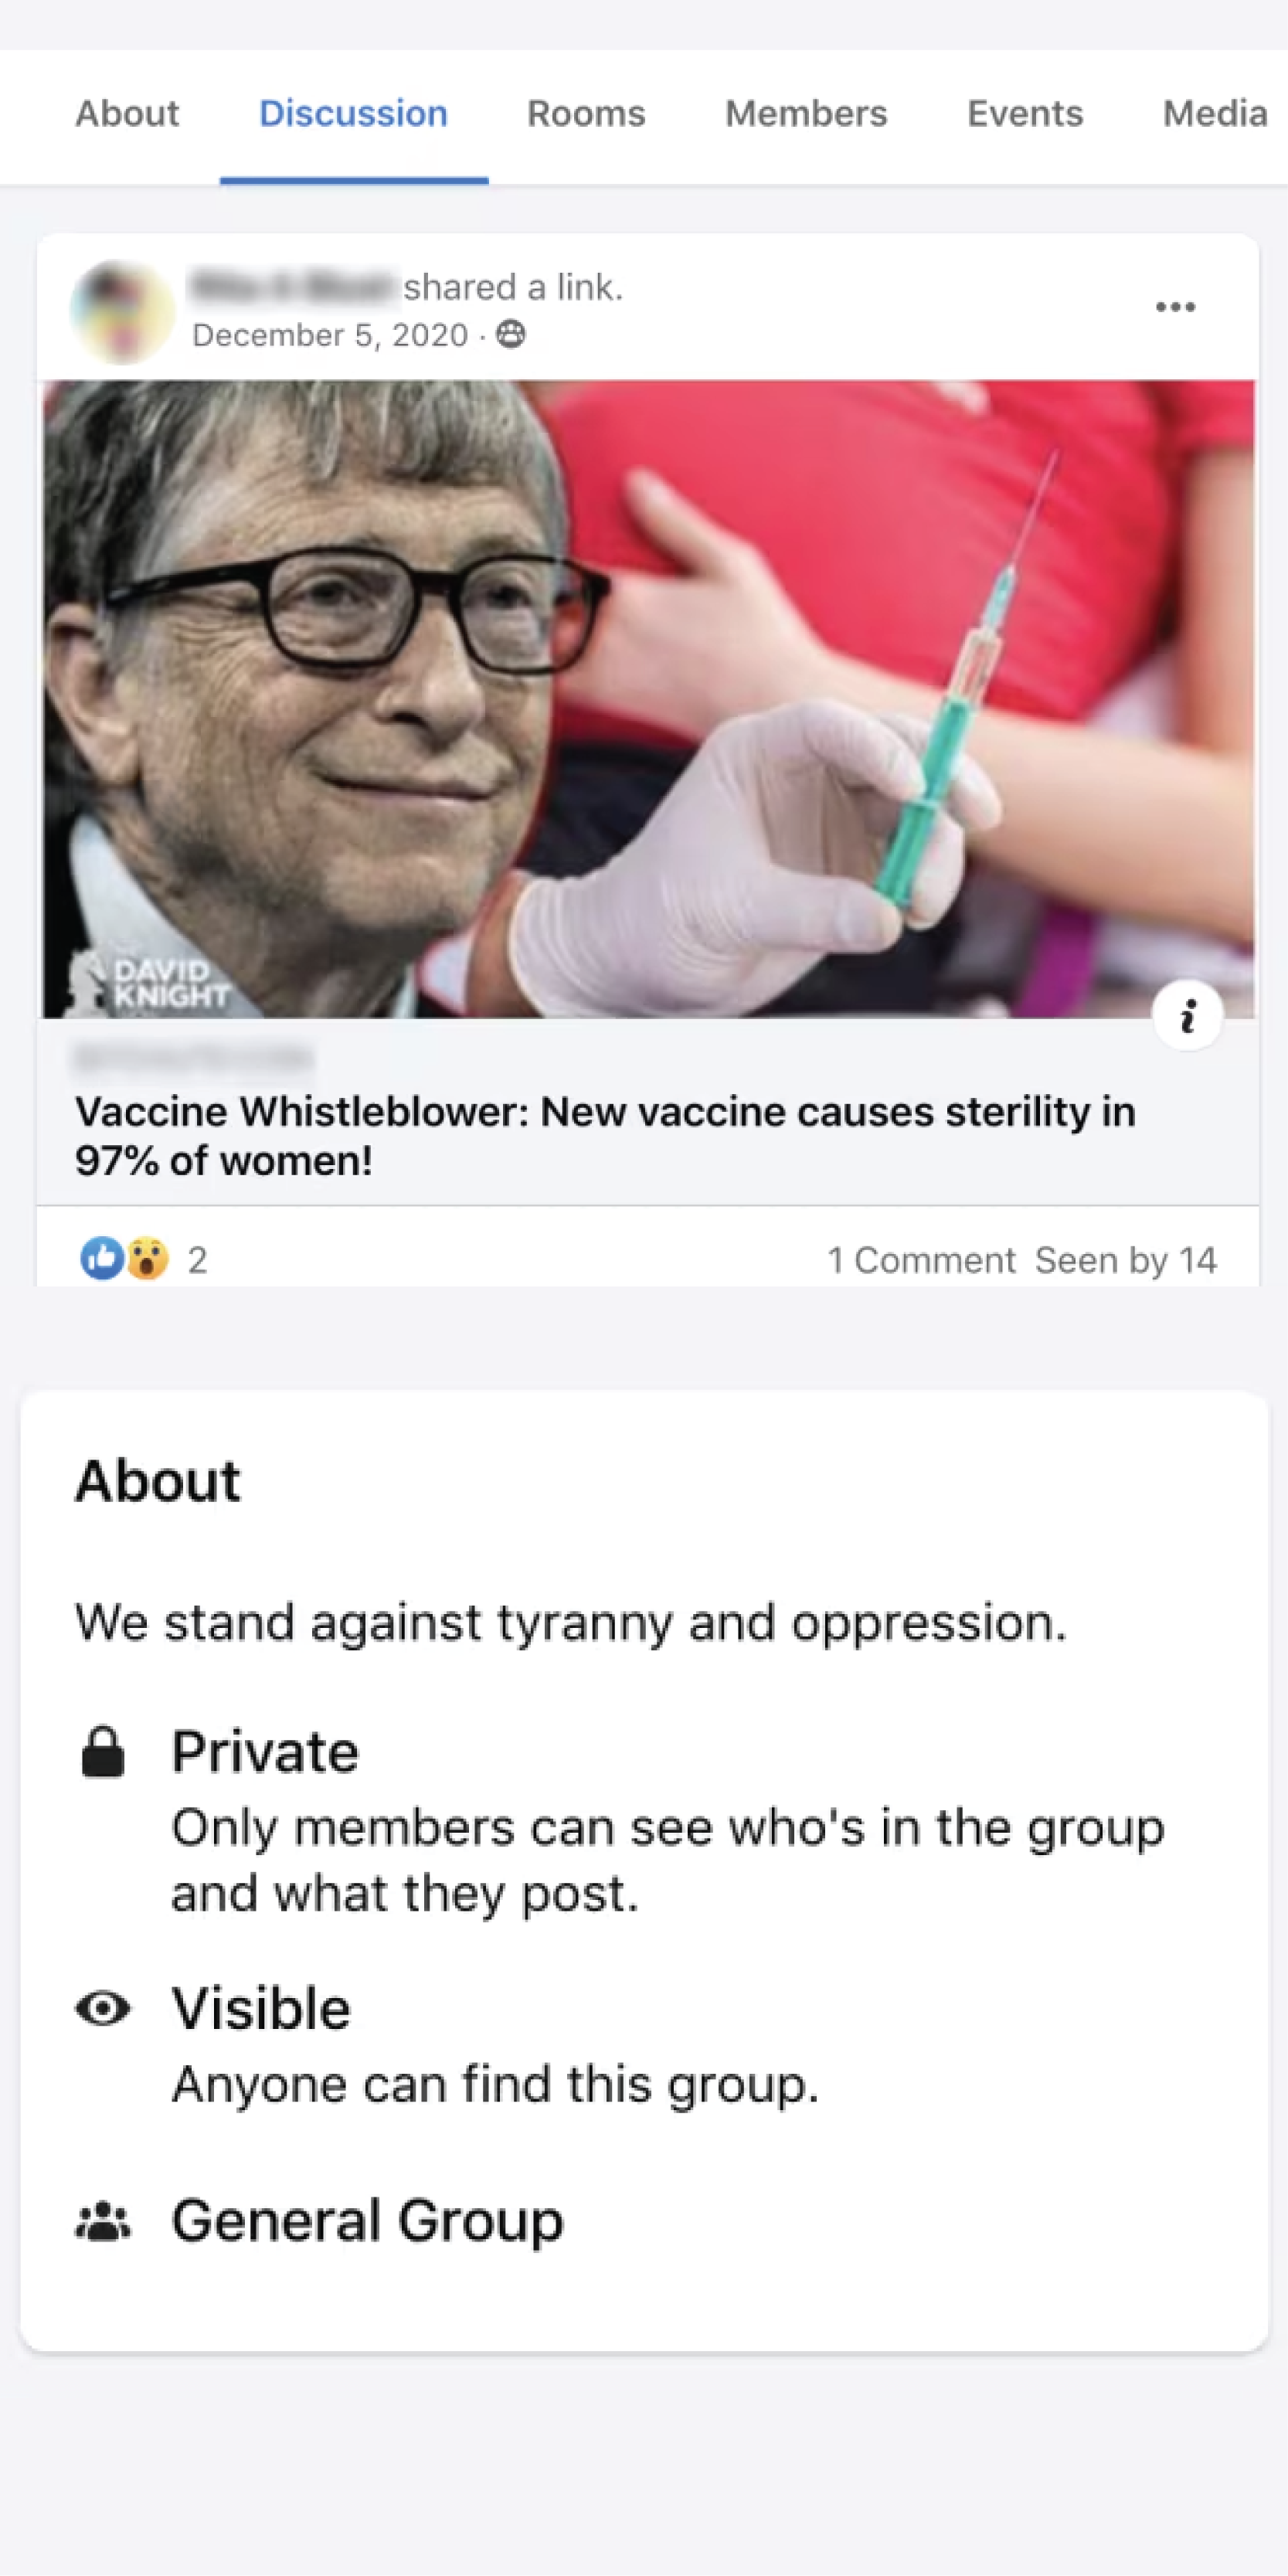 About Discussion Rooms Members Events Media
shared a link.
December 5, 2020 ·
DAVID
KNIGHT
Vaccine Whistleblower: New vaccine causes sterility in
97% of women!
2 1 Comment Seen by 14
About
We stand against tyranny and oppression.
Private
Only members can see who's in the group
and what they post.
Visible
Anyone can find this group.
General Group